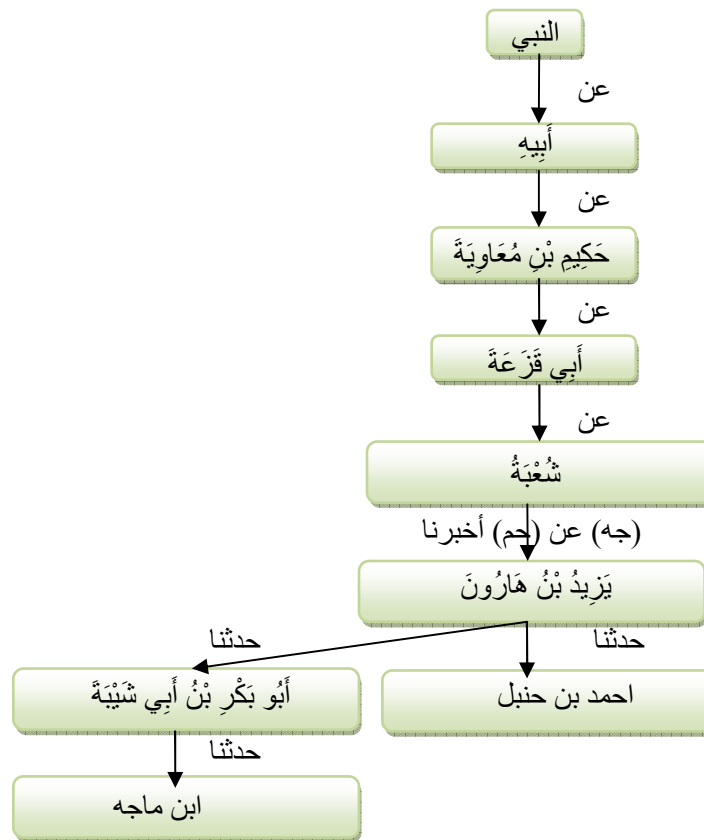 النبي
عن
أَبِيهِ
عن
حَكِيمِ بْنِ مُعَاوِيَةَ
عن
أَبِي قَزَعَةَ
عن
شُعْبَةُ
(جه) عن (حم) أخبرنا
يَزِيدُ بْنُ هَارُونَ
حدثنا
حدثنا
احمد بن حنبل
أَبُو بَكْرِ بْنُ أَبِي شَيْبَةَ
حدثنا
ابن ماجه